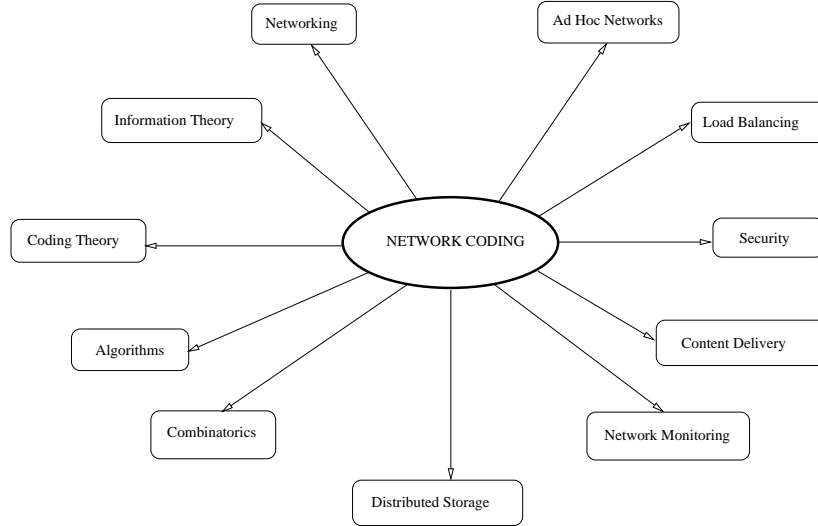 Networking
Ad Hoc Networks
Information Theory
Load Balancing
Coding Theory
NETWORK CODING
Security
Algorithms
Content Delivery
Combinatorics
Network Monitoring
Distributed Storage